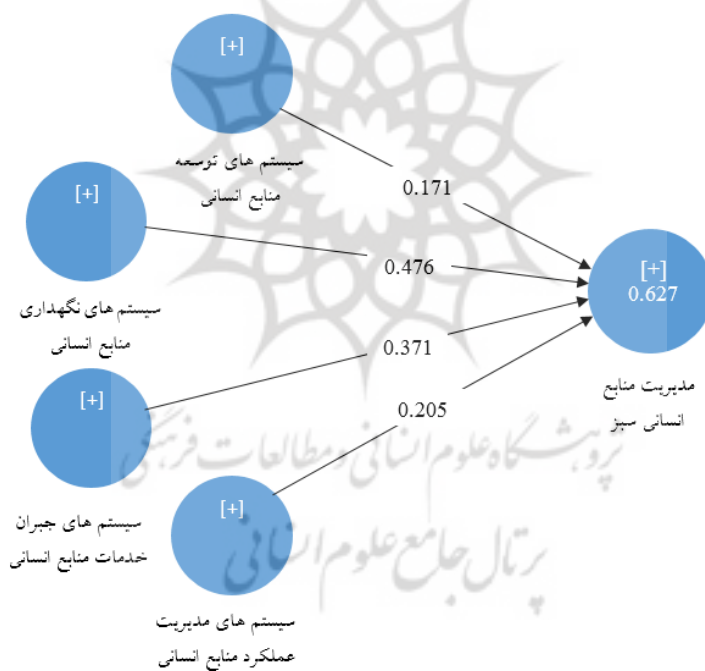 [+]
سیستم های توسعه
منابع انسانی
0.171
[+]
سیستم های نگهداری
منابع انسانی
0.476
[+]
0.627
مدیریت منابع
انسانی سبز
0.371
[+]
سیستم های جبران
خدمات منابع انسانی
0.205
[+]
سیستم های مدیریت
عملکرد منابع انسانی
پژوهشگاه علوم انسانی و مطالعات فرهنگی
پرتال جامع علوم انسانی